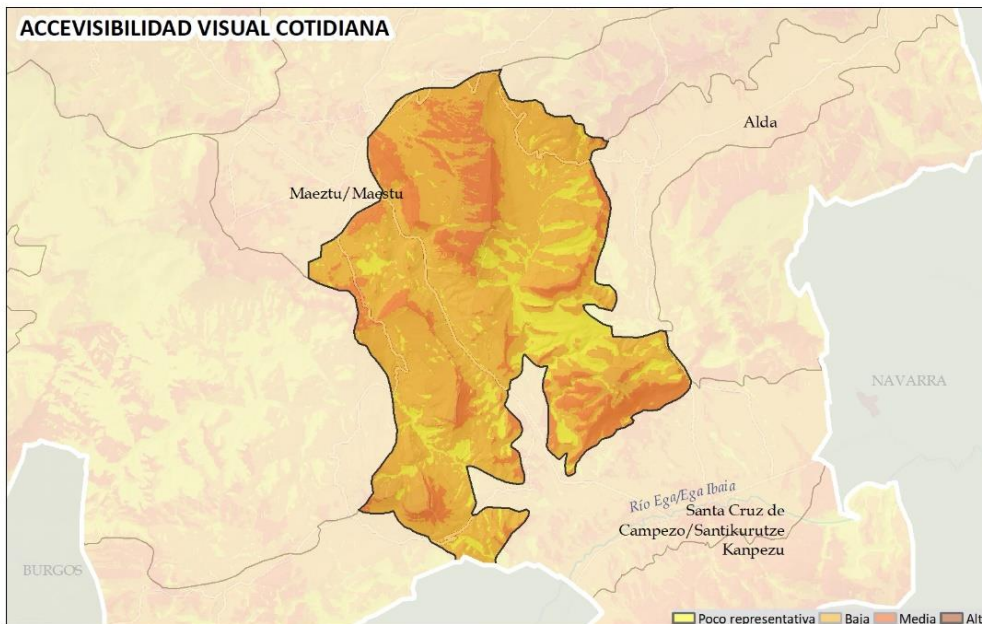 ACCEVISIBILIDAD VISUAL COTIDIANA
Alda
Maeztu/Maestu
NAVARRA
Río Ega/Ega Ibaia
Santa Cruz de
Campezo/Santikurutze
Kanpezu
BURGOS
Poco representativa Baja Media Alt